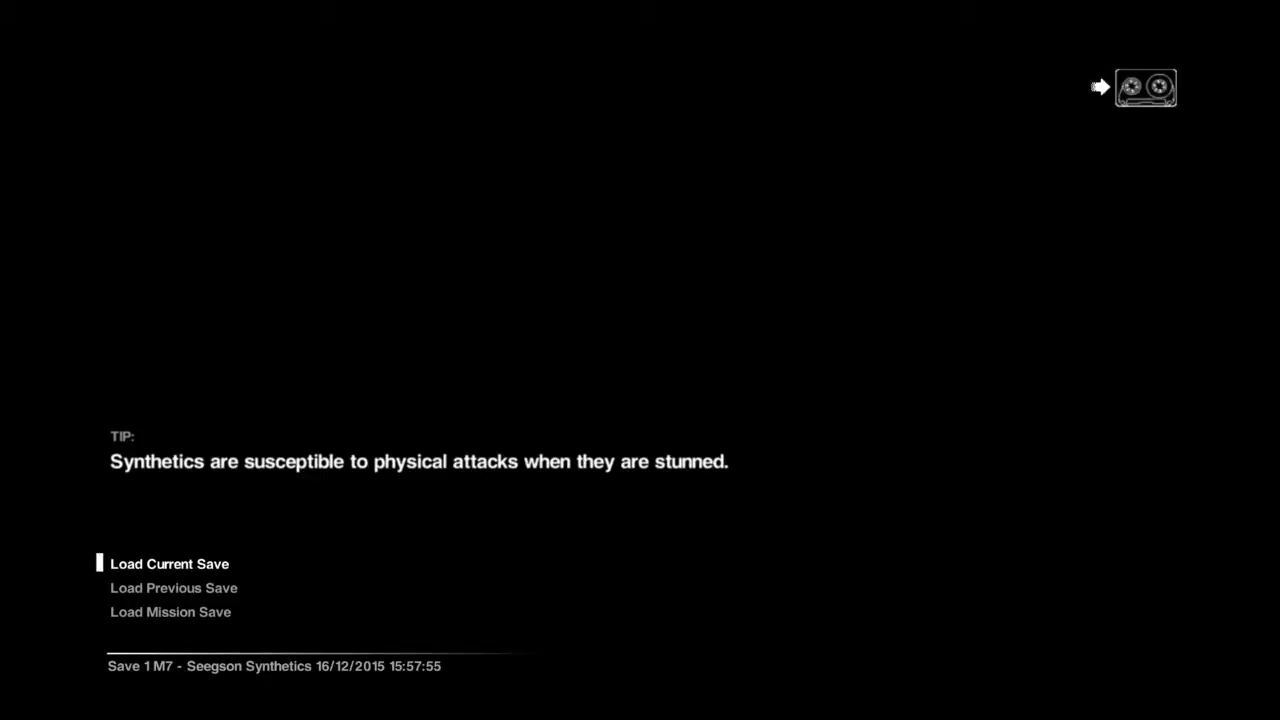 TIP:
Synthetics are susceptible to physical attacks when they are stunned.
Load Current Save
Load Previous Save
Load Mission Save
Save 1 M7 - Seegson Synthetics 16/12/2015 15:57:55